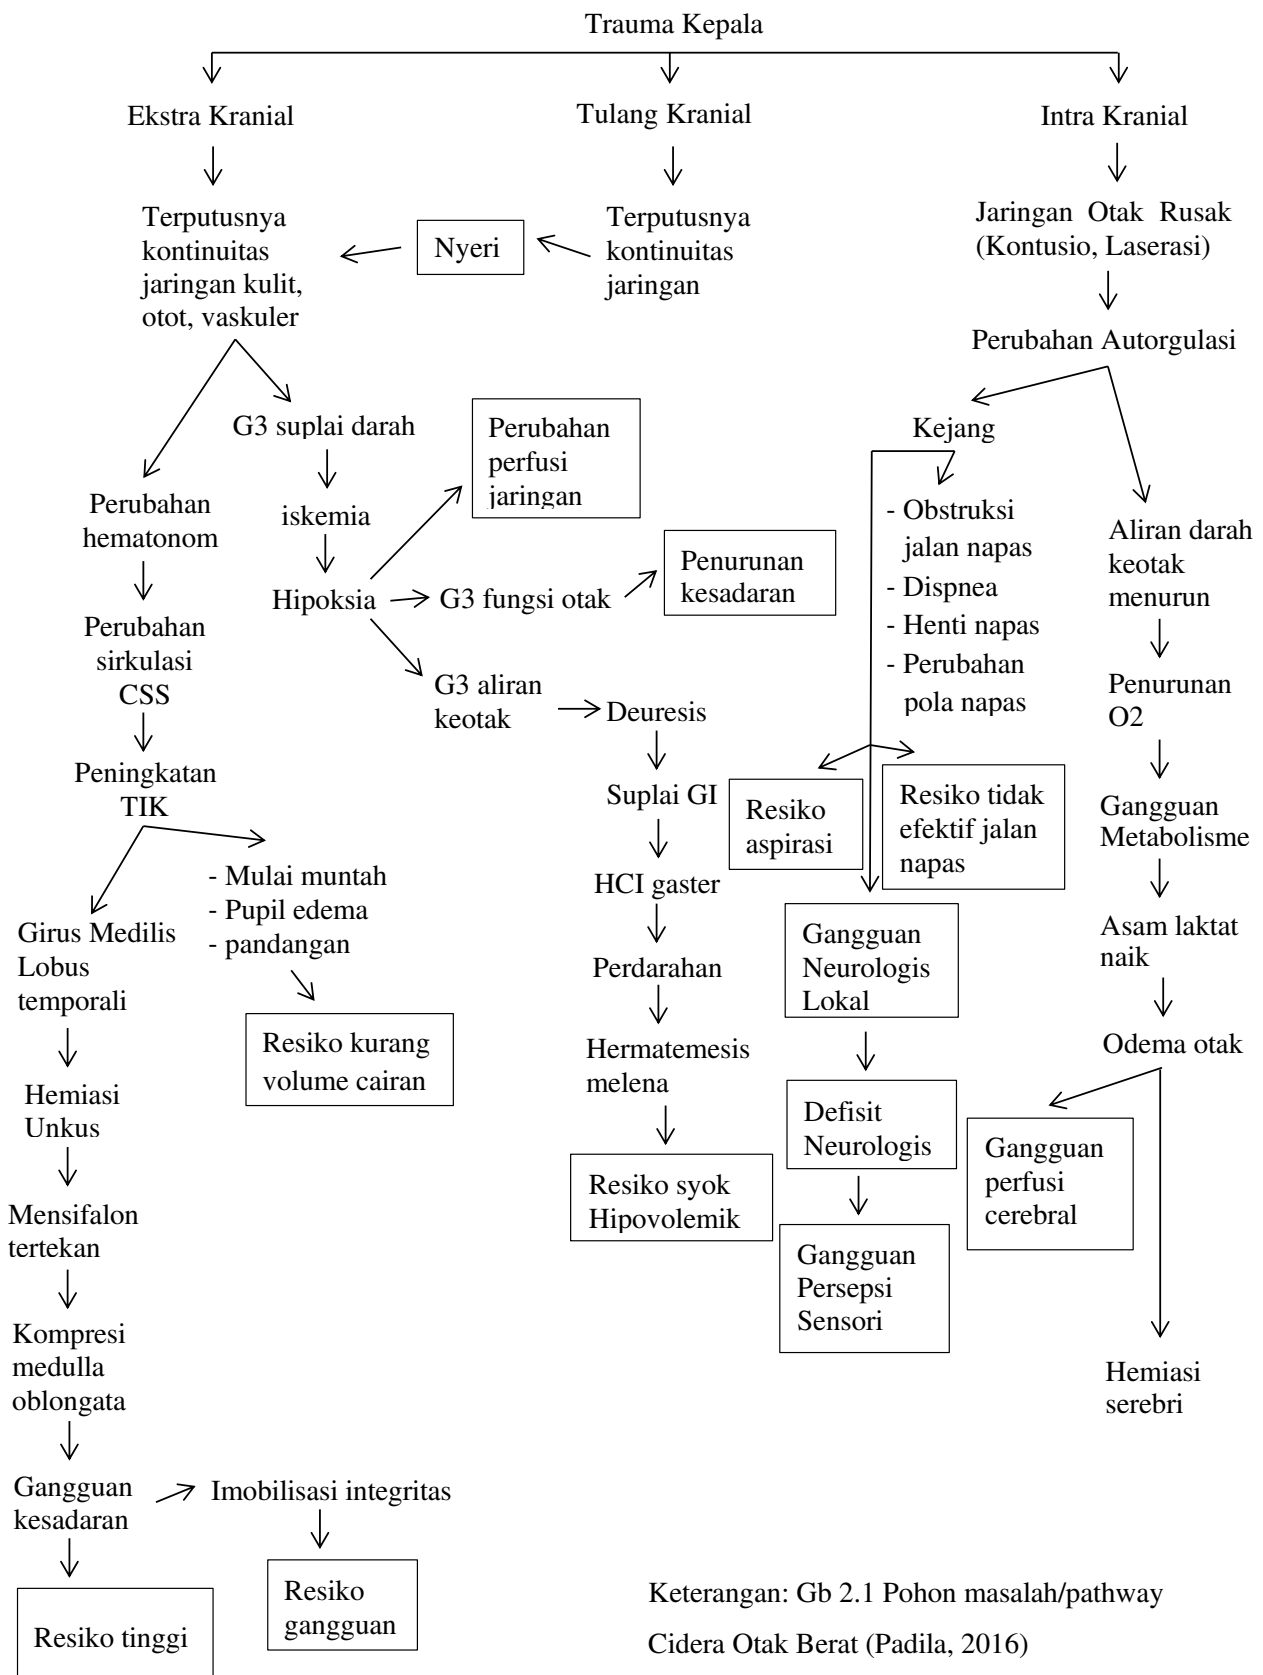 Trauma Kepala
Ekstra Kranial
Tulang Kranial
Intra Kranial
Terputusnya
kontinuitas
jaringan kulit,
otot, vaskuler
Nyeri
Terputusnya
kontinuitas
jaringan
Jaringan Otak Rusak
(Kontusio, Laserasi)
Perubahan Autorgulasi
G3 suplai darah
iskemia
Hipoksia
Perubahan
perfusi
jaringan
G3 fungsi otak
Penurunan
kesadaran
G3 aliran
keotak
Deuresis
Suplai GI
HCI gaster
Perdarahan
Hermatemesis
melena
Resiko syok
Hipovolemik
Perubahan
hematonom
Perubahan
sirkulasi
CSS
Peningkatan
TIK
- Mulai muntah
- Pupil edema
- pandangan
Resiko kurang
volume cairan
Girus Medilis
Lobus
temporali
Hemiasi
Unkus
Mensifalon
tertekan
Kompresi
medulla
oblongata
Gangguan
kesadaran
Imobilisasi integritas
Resiko
gangguan
Resiko tinggi
Kejang
- Obstruksi
jalan napas
- Dispnea
- Henti napas
- Perubahan
pola napas
Resiko
aspirasi
Resiko tidak
efektif jalan
napas
Gangguan
Neurologis
Lokal
Defisit
Neurologis
Gangguan
Persepsi
Sensori
Aliran darah
keotak
menurun
Penurunan
O2
Gangguan
Metabolisme
Asam laktat
naik
Odema otak
Gangguan
perfusi
cerebral
Hemiasi
serebri
Keterangan: Gb 2.1 Pohon masalah/pathway
Cidera Otak Berat (Padila, 2016)